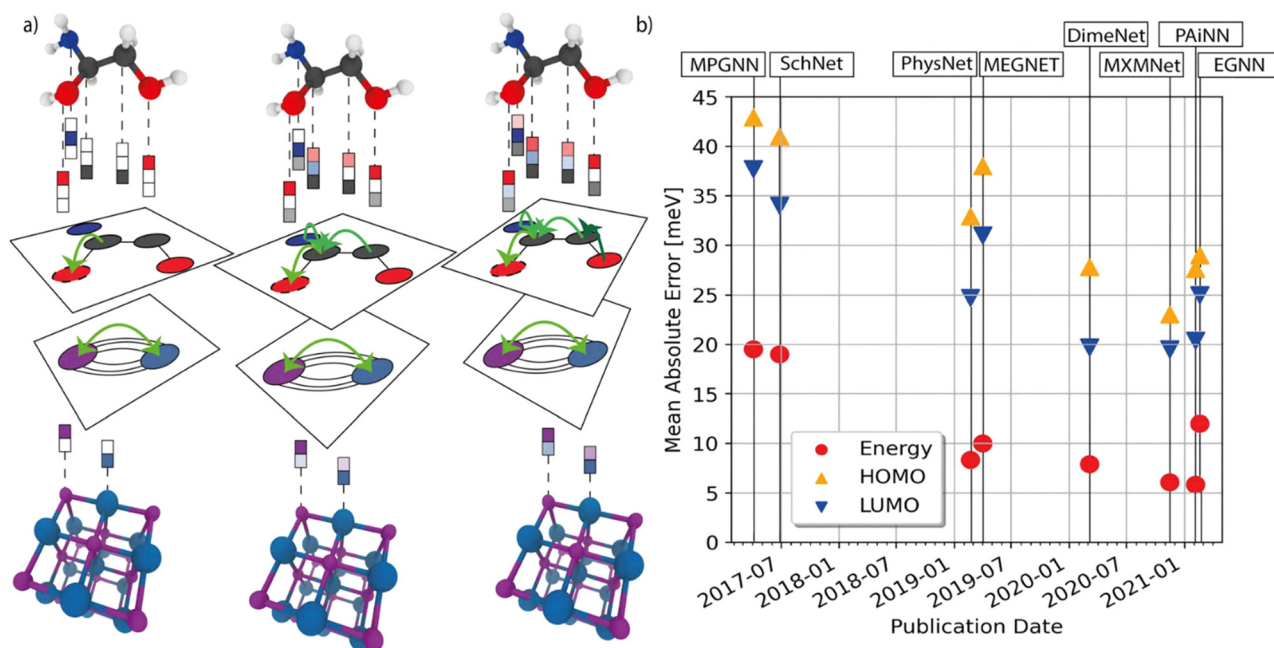 a)
b)
DimeNet
PAiNN
MPGNN
SchNet
PhysNet
MEGNET
MXMNet
EGNN
Mean Absolute Error [meV]
45
40
35
30
25
20
15
10
5
0
Energy
HOMO
LUMO
2017-07
2018-01
2018-07
2019-01
2019-07
2020-01
2020-07
2021-01
Publication Date